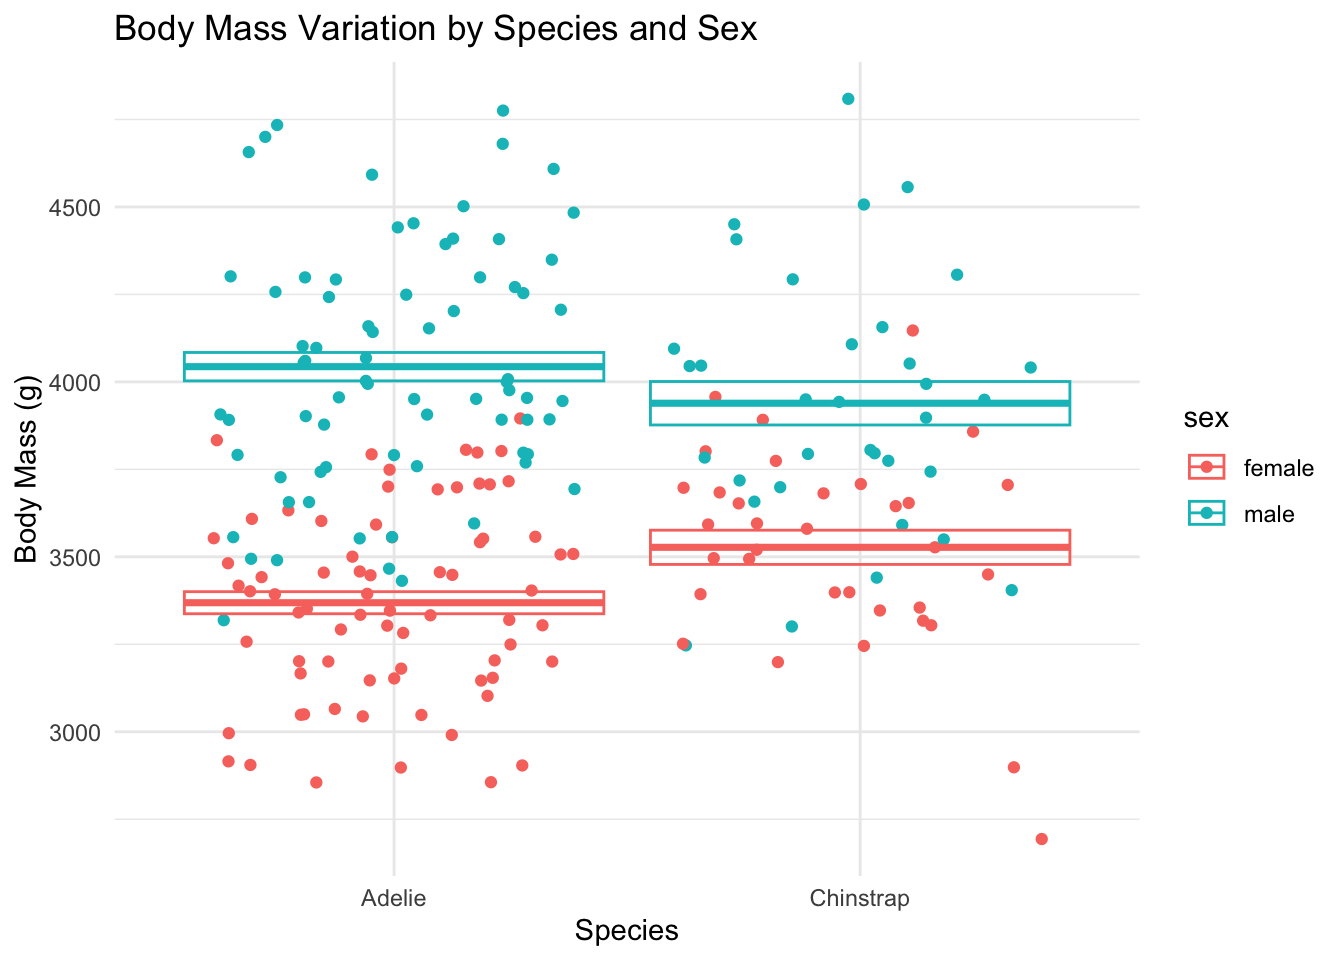 Body Mass Variation by Species and Sex
4500
4000
3500
3000
Body Mass (g)
Adelie
Chinstrap
Species
sex
female
male